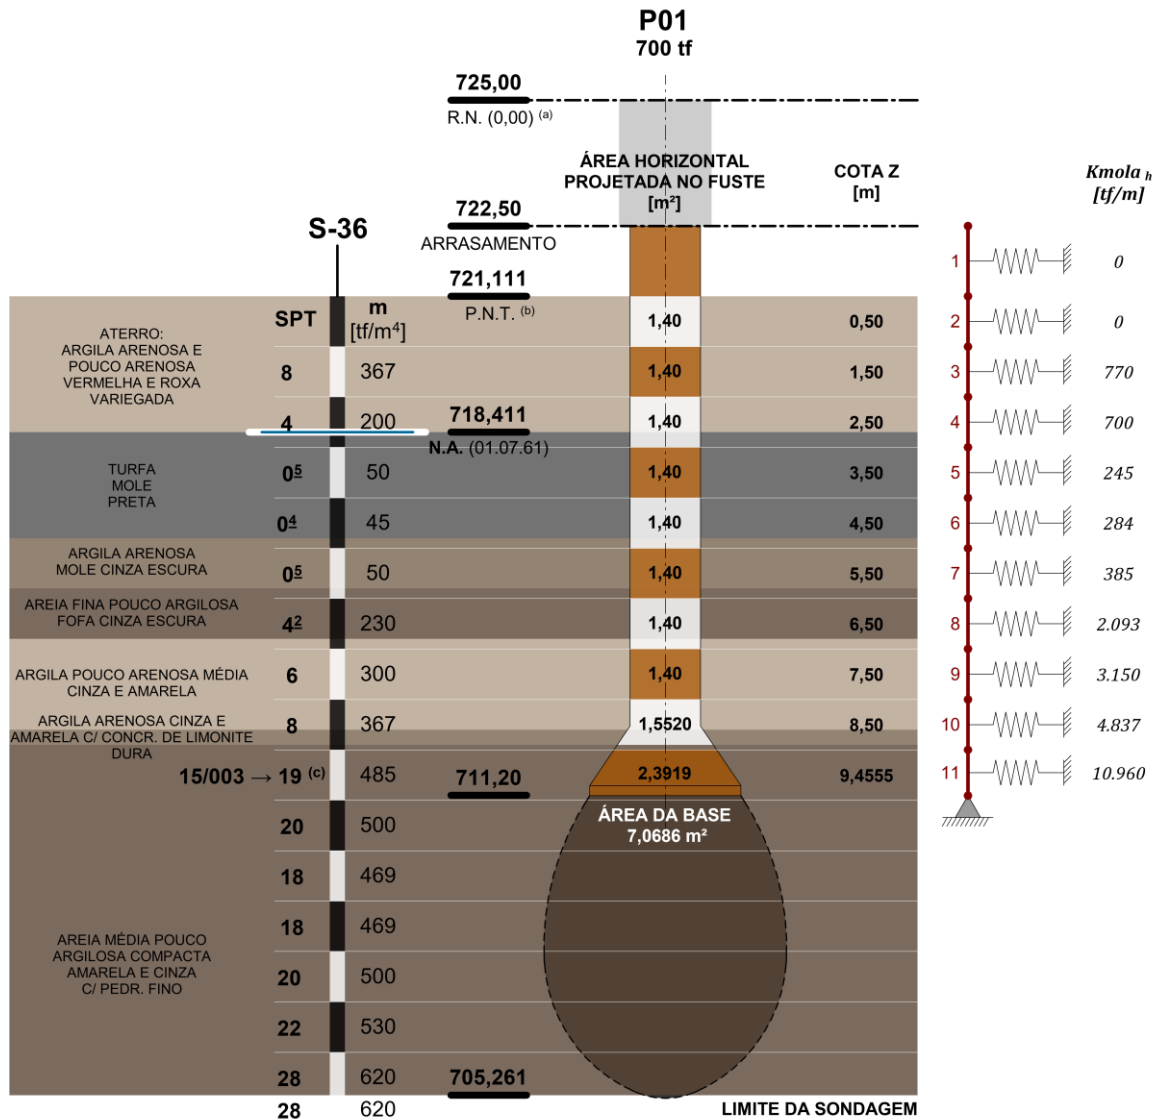 P01
700 tf
725,00
R.N. (0,00) (a)
ÁREA HORIZONTAL
PROJETADA NO FUSTE
[m²]
COTA Z
[m]
Kmola h
[tf/m]
722,50
ARRASAMENTO
S-36
721,111
P.N.T. (b)
SPT
m
[tf/m⁴]
ATERRO:
ARGILA ARENOSA E
POUCO ARENOSA
VERMELHA E ROXA
VARIEGADA
1 0
1,40 0,50 2 0
8 367 1,40 1,50 3 770
4 200 718,411 1,40 2,50 4 700
N.A. (01.07.61)
TURFA
MOLE
PRETA
0⁵ 50 1,40 3,50 5 245
0⁴ 45 1,40 4,50 6 284
ARGILA ARENOSA
MOLE CINZA ESCURA
0⁵ 50 1,40 5,50 7 385
AREIA FINA POUCO ARGILOSA
FOFA CINZA ESCURA
4² 230 1,40 6,50 8 2.093
ARGILA POUCO ARENOSA MÉDIA
CINZA E AMARELA
6 300 1,40 7,50 9 3.150
ARGILA ARENOSA CINZA E
AMARELA C/ CONCR. DE LIMONITE
DURA
8 367 1,5520 8,50 10 4.837
15/003 → 19 (c) 485 711,20 2,3919 9,4555 11 10.960
ÁREA DA BASE
7,0686 m²
20 500
18 469
18 469
AREIA MÉDIA POUCO
ARGILOSA COMPACTA
AMARELA E CINZA
C/ PEDR. FINO
20 500
22 530
28 620 705,261
28 620 LIMITE DA SONDAGEM